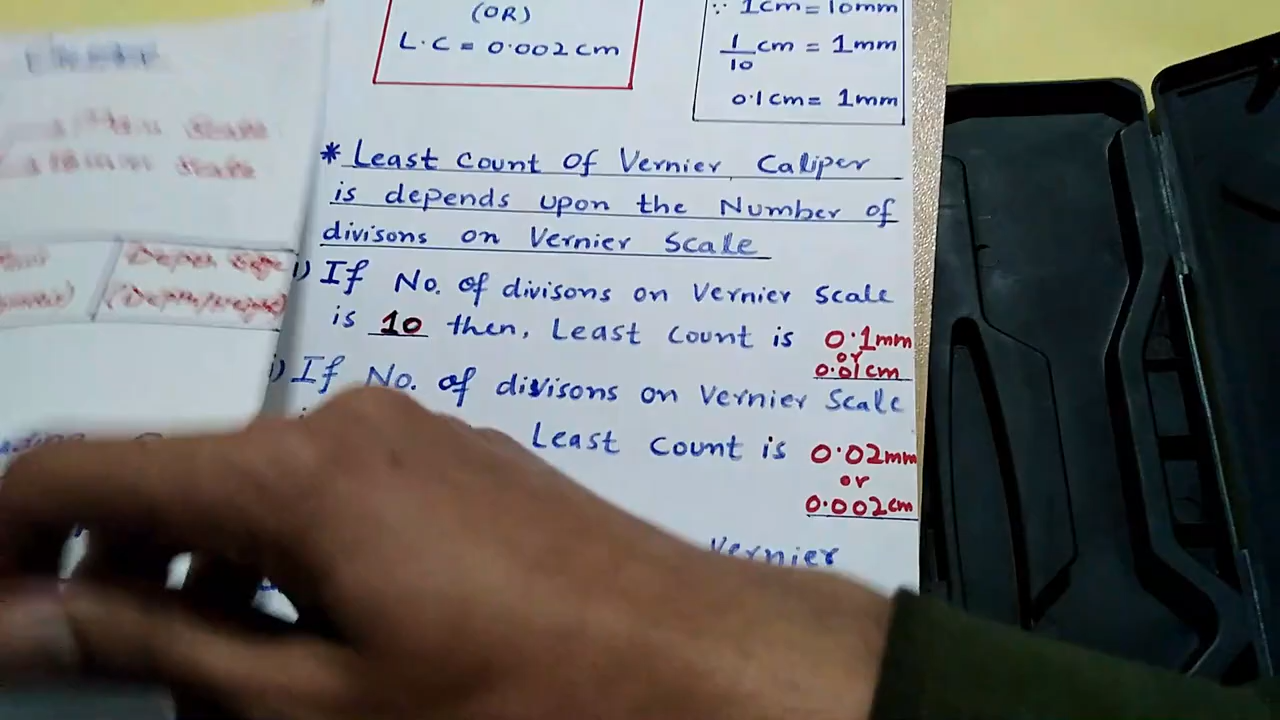 (OR)
L.C = 0.002 cm
∵ 1cm = 10mm
1/10 cm = 1mm
0.1cm = 1mm
* Least Count Of Vernier Caliper
is depends upon the Number of
divisons on Vernier Scale
i) If No. of divisons on Vernier Scale
is 10 then, Least Count is 0.1mm
or
0.01cm
i) If No. of divisons on Vernier Scale
Least Count is 0.02mm
or
0.002cm
Vernier